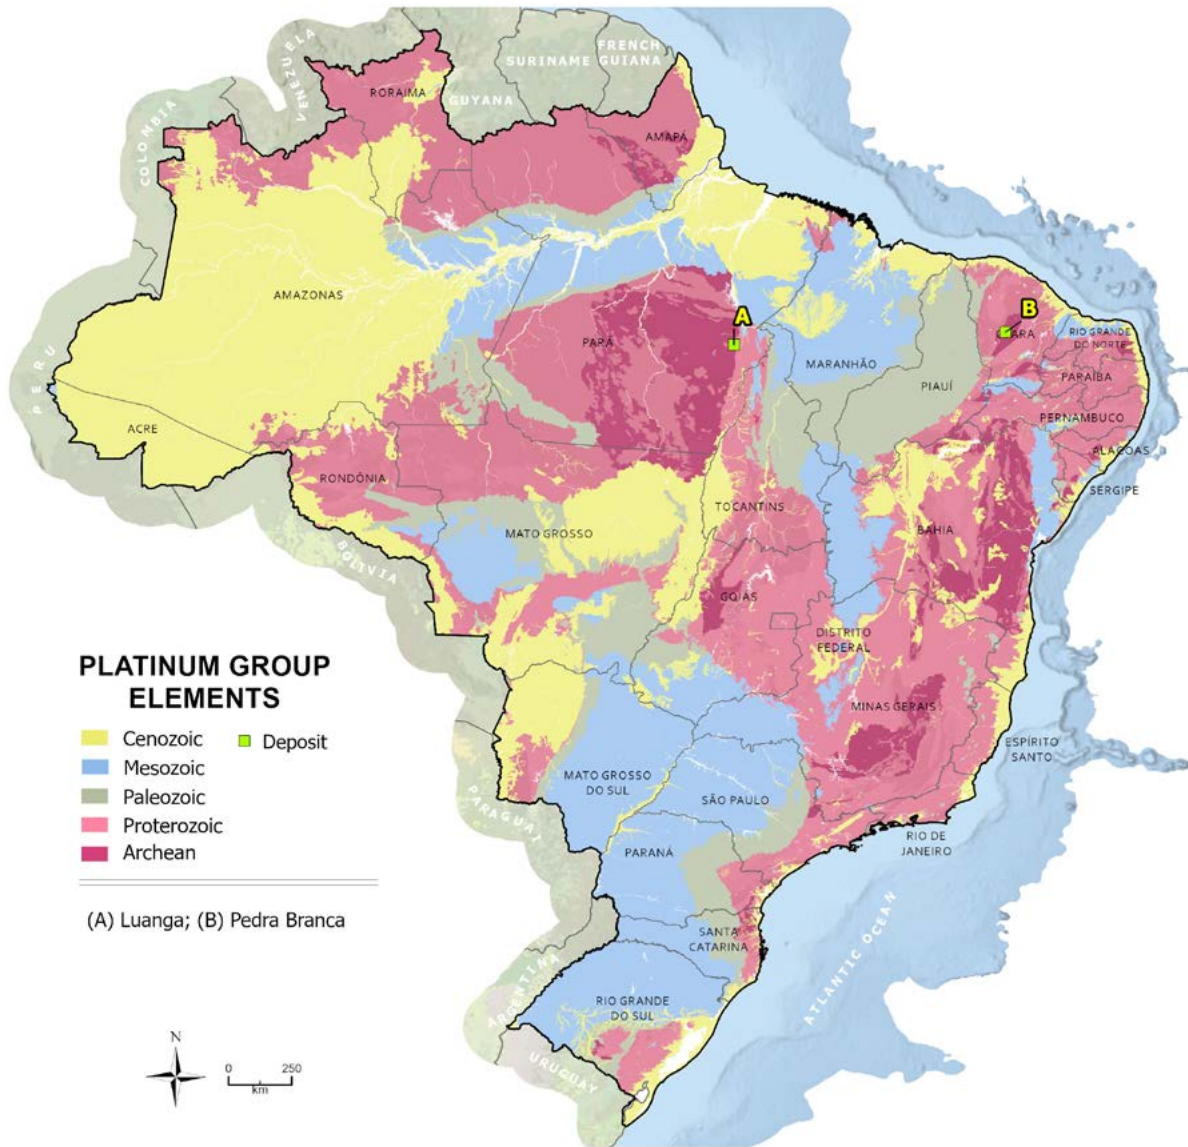 VENEZUELA
SURINAME
FRENCH
GUIANA
RORAIMA
GUYANA
COLOMBIA
AMAPÁ
AMAZONAS
A
B
PARÁ
ARA
RIO GRANDE
DO NORTE
MARANHÃO
PERU
PIAUÍ
PARAÍBA
PERNAMBUCO
ACRE
ALAGOAS
RONDÔNIA
SERGIPE
TOCANTINS
MATO GROSSO
BAHIA
BOLIVIA
GOIÁS
DISTRITO
FEDERAL
PLATINUM GROUP
ELEMENTS
MINAS GERAIS
Cenozoic
Deposit
ESPÍRITO
SANTO
Mesozoic
MATO GROSSO
DO SUL
Paleozoic
SÃO PAULO
PARAGUAI
Proterozoic
RIO DE
JANEIRO
Archean
PARANÁ
(A) Luanga; (B) Pedra Branca
SANTA
CATARINA
ATLANTIC OCEAN
ARGENTINA
RIO GRANDE
DO SUL
N
0 250
km
URUGUAY